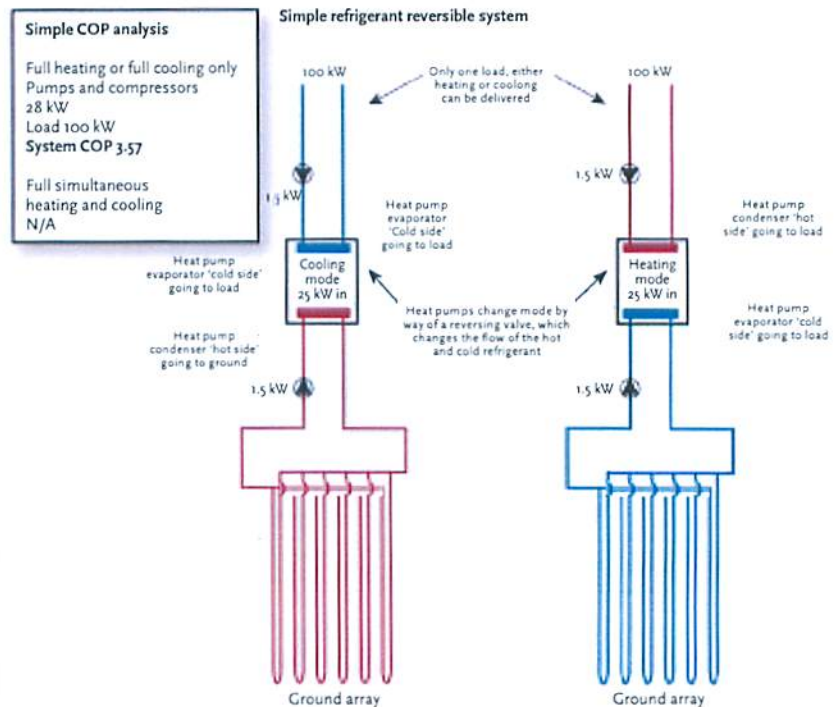 Simple COP analysis
Full heating or full cooling only
Pumps and compressors
28 kW
Load 100 kW
System COP 3.57
Full simultaneous
heating and cooling
N/A
Simple refrigerant reversible system
100 kW
Only one load, either
heating or coolong
can be delivered
100 kW
1.5 kW
1.5 kW
Heat pump
evaporator
'Cold side'
going to load
Heat pump
condenser 'hot
side' going to load
Heat pump
evaporator 'cold side'
going to load
Cooling
mode
25 kW in
Heating
mode
25 kW in
Heat pumps change mode by
way of a reversing valve, which
changes the flow of the hot
and cold refrigerant
Heat pump
evaporator 'cold
side' going to load
Heat pump
condenser 'hot side'
going to ground
1.5 kW
1.5 kW
Ground array
Ground array